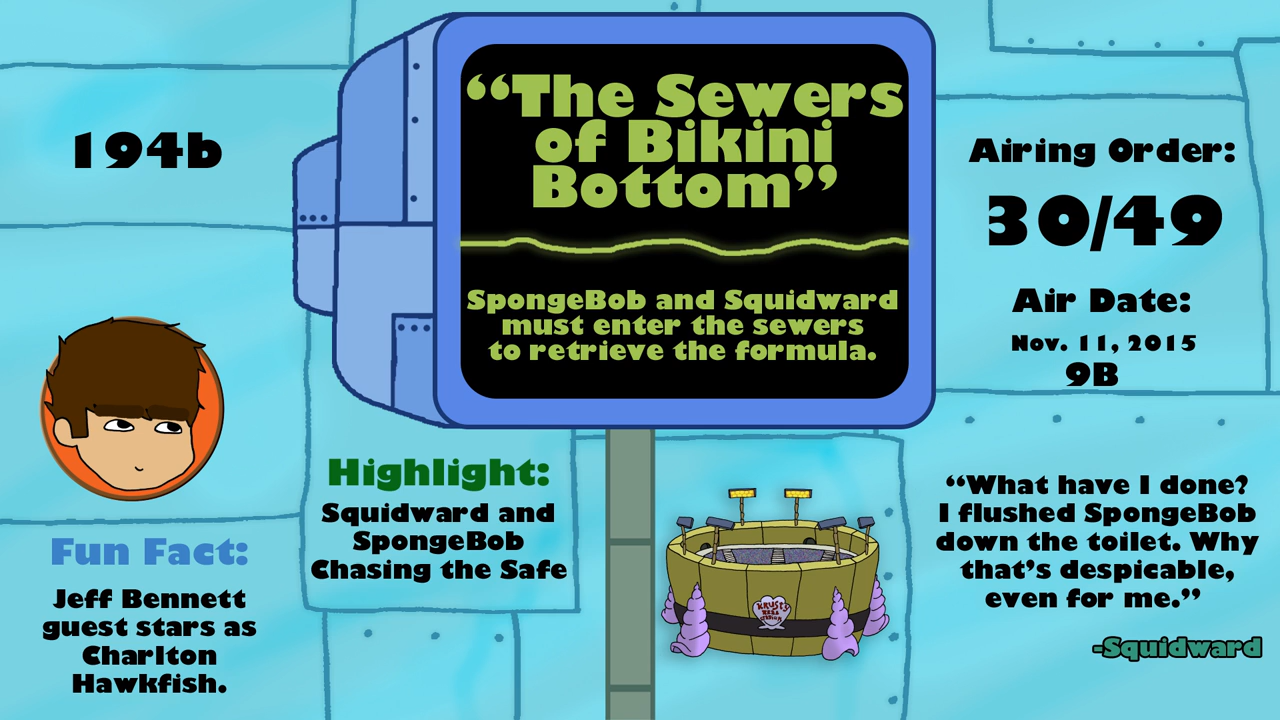 194b
“The Sewers
of Bikini
Bottom”
SpongeBob and Squidward
must enter the sewers
to retrieve the formula.
Airing Order:
30/49
Air Date:
Nov. 11, 2015
9B
Fun Fact:
Jeff Bennett
guest stars as
Charlton
Hawkfish.
Highlight:
Squidward and
SpongeBob
Chasing the Safe
“What have I done?
I flushed SpongeBob
down the toilet. Why
that’s despicable,
even for me.”
-Squidward